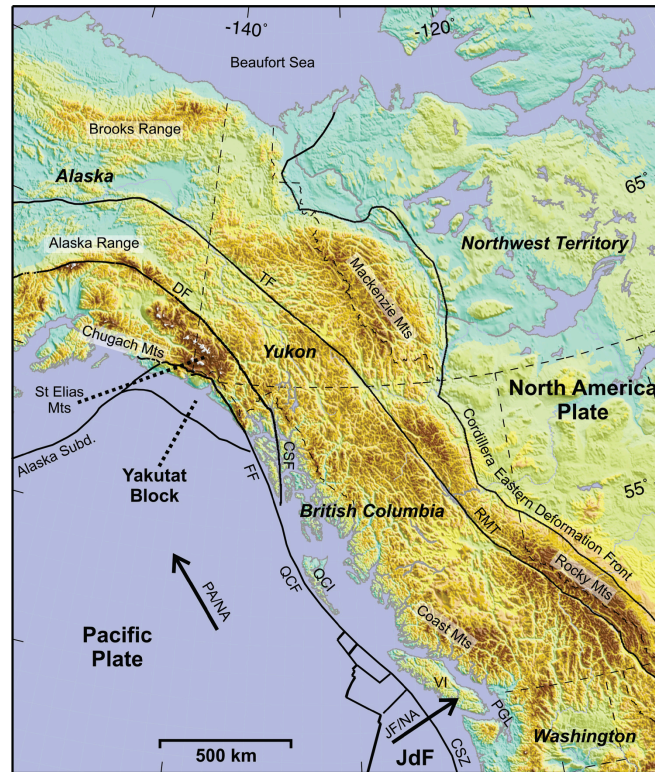 -140°
-120°
Beaufort Sea
Brooks Range
Alaska
65°
Alaska Range
Northwest Territory
Mackenzie Mts
DF
TF
Chugach Mts
Yukon
St Elias
Mts
North America
Plate
Alaska Subd.
Yakutat
Block
FF
CSF
Cordillera Eastern Deformation Front
55°
British Columbia
RMT
Rocky Mts
QCF
QCI
PA/NA
Coast Mts
Pacific
Plate
VI
PGL
JF/NA
Washington
500 km
JdF
CSZ